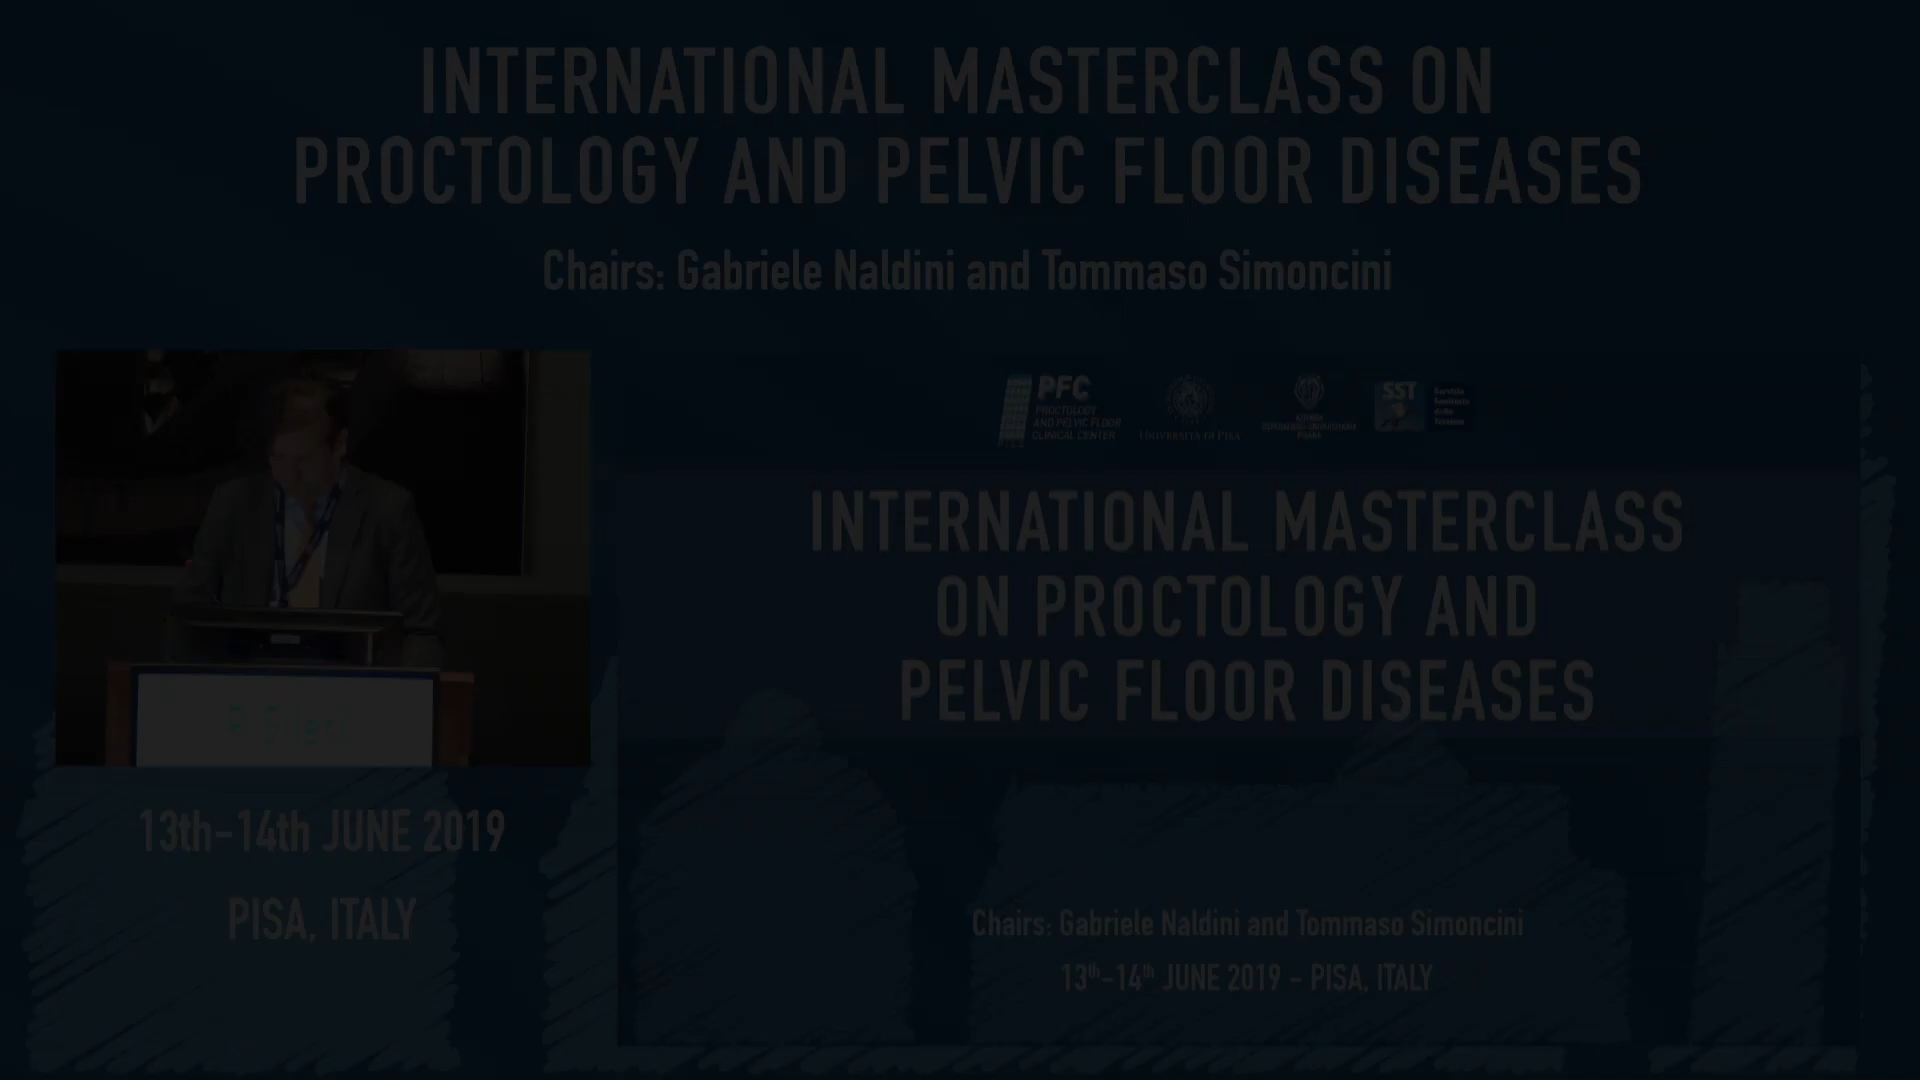 INTERNATIONAL MASTERCLASS ON
PROCTOLOGY AND PELVIC FLOOR DISEASES
Chairs: Gabriele Naldini and Tommaso Simoncini
PFC
PROCTOLOGY
AND PELVIC FLOOR
CLINICAL CENTER
UNIVERSITÀ DI PISA
SST
INTERNATIONAL MASTERCLASS
ON PROCTOLOGY AND
PELVIC FLOOR DISEASES
13th-14th JUNE 2019
PISA, ITALY
Chairs: Gabriele Naldini and Tommaso Simoncini
13th-14th JUNE 2019 - PISA, ITALY